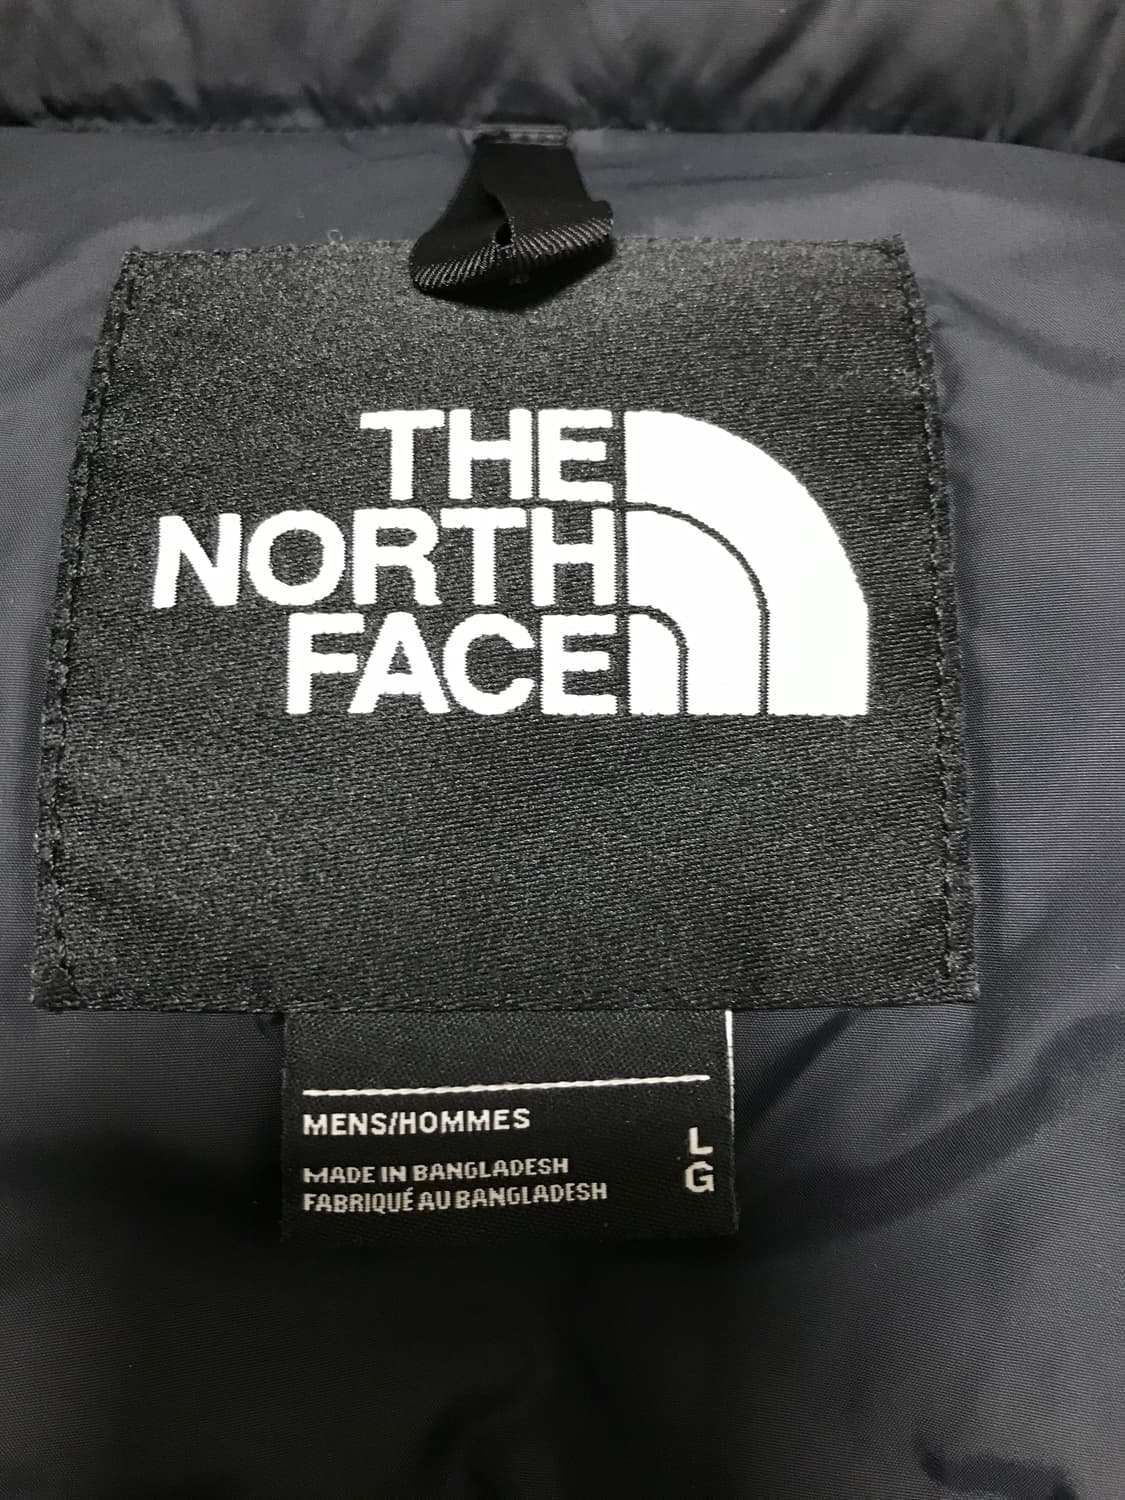 THE
NORTH
FACE
MENS/HOMMES
MADE IN BANGLADESH
FABRIQUÉ AU BANGLADESH
L
G